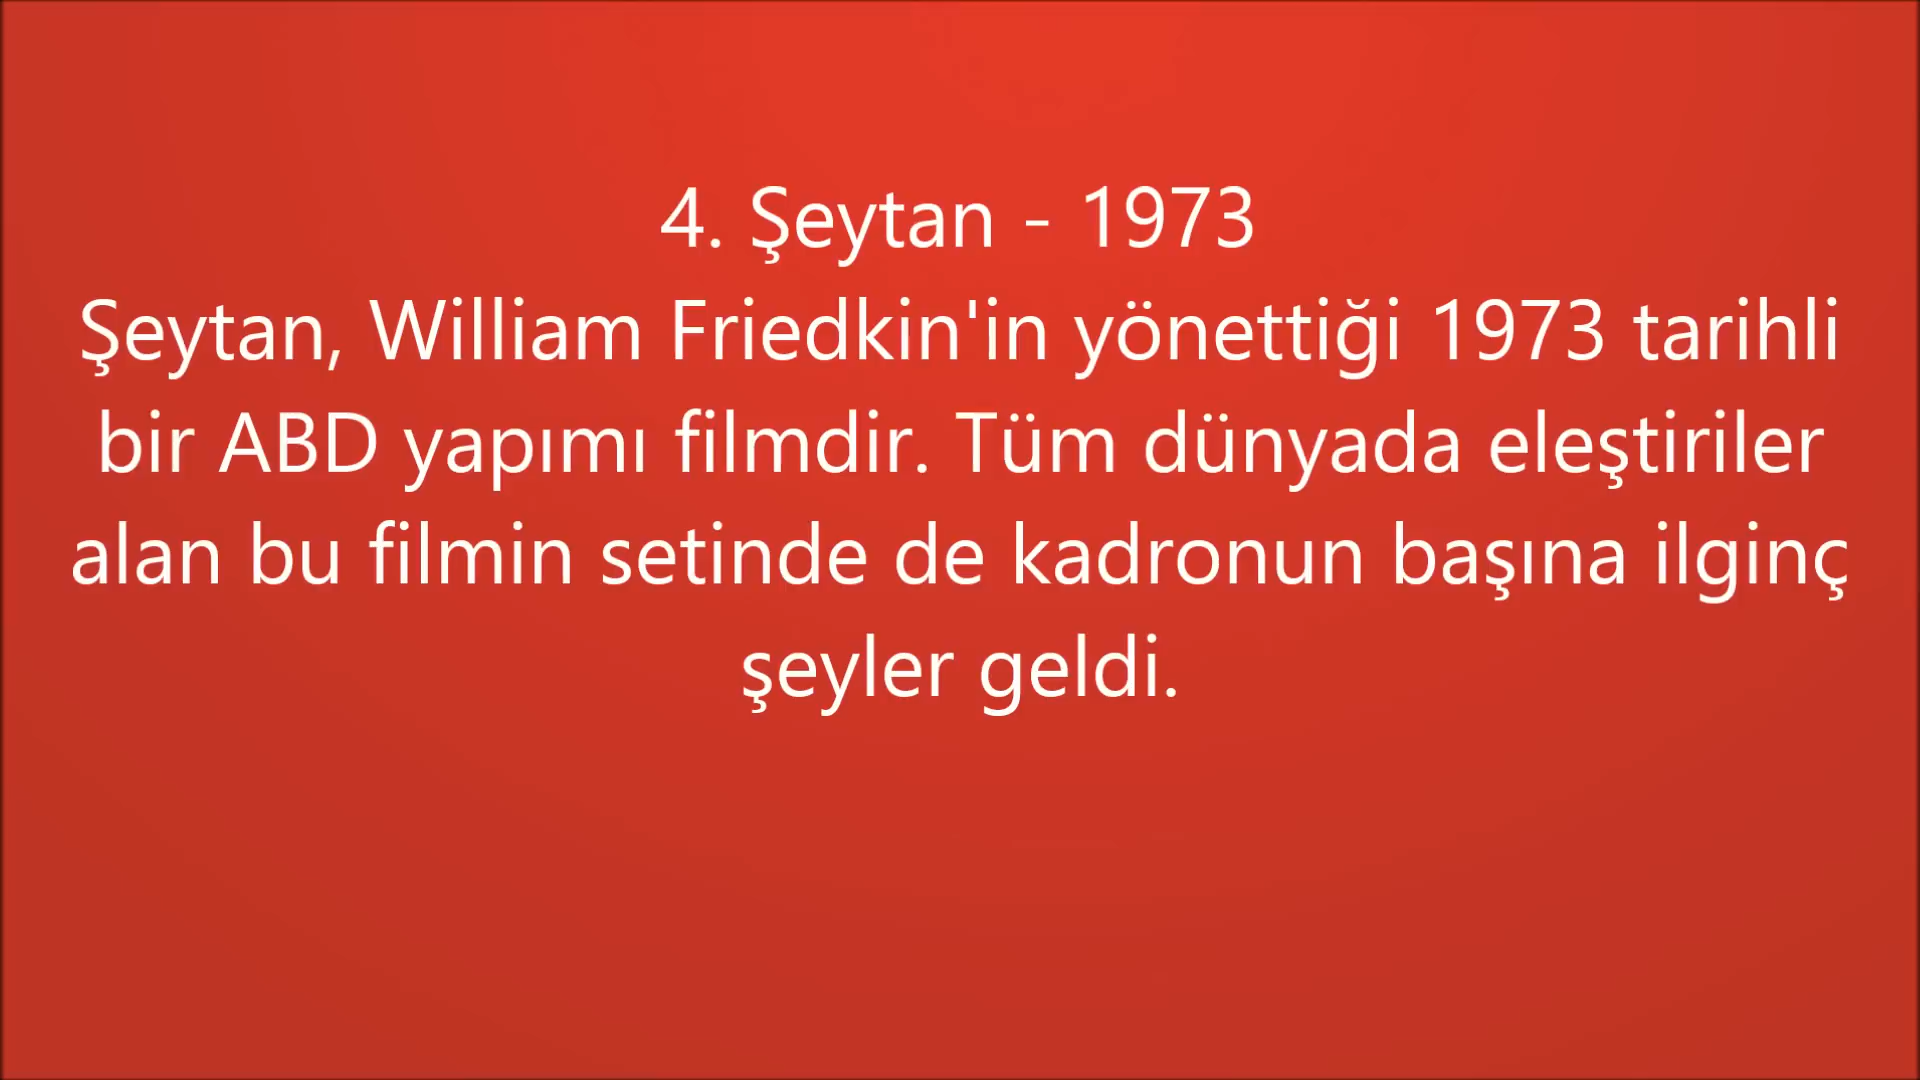 4. Şeytan - 1973
Şeytan, William Friedkin'in yönettiği 1973 tarihli
bir ABD yapımı filmdir. Tüm dünyada eleştiriler
alan bu filmin setinde de kadronun başına ilginç
şeyler geldi.